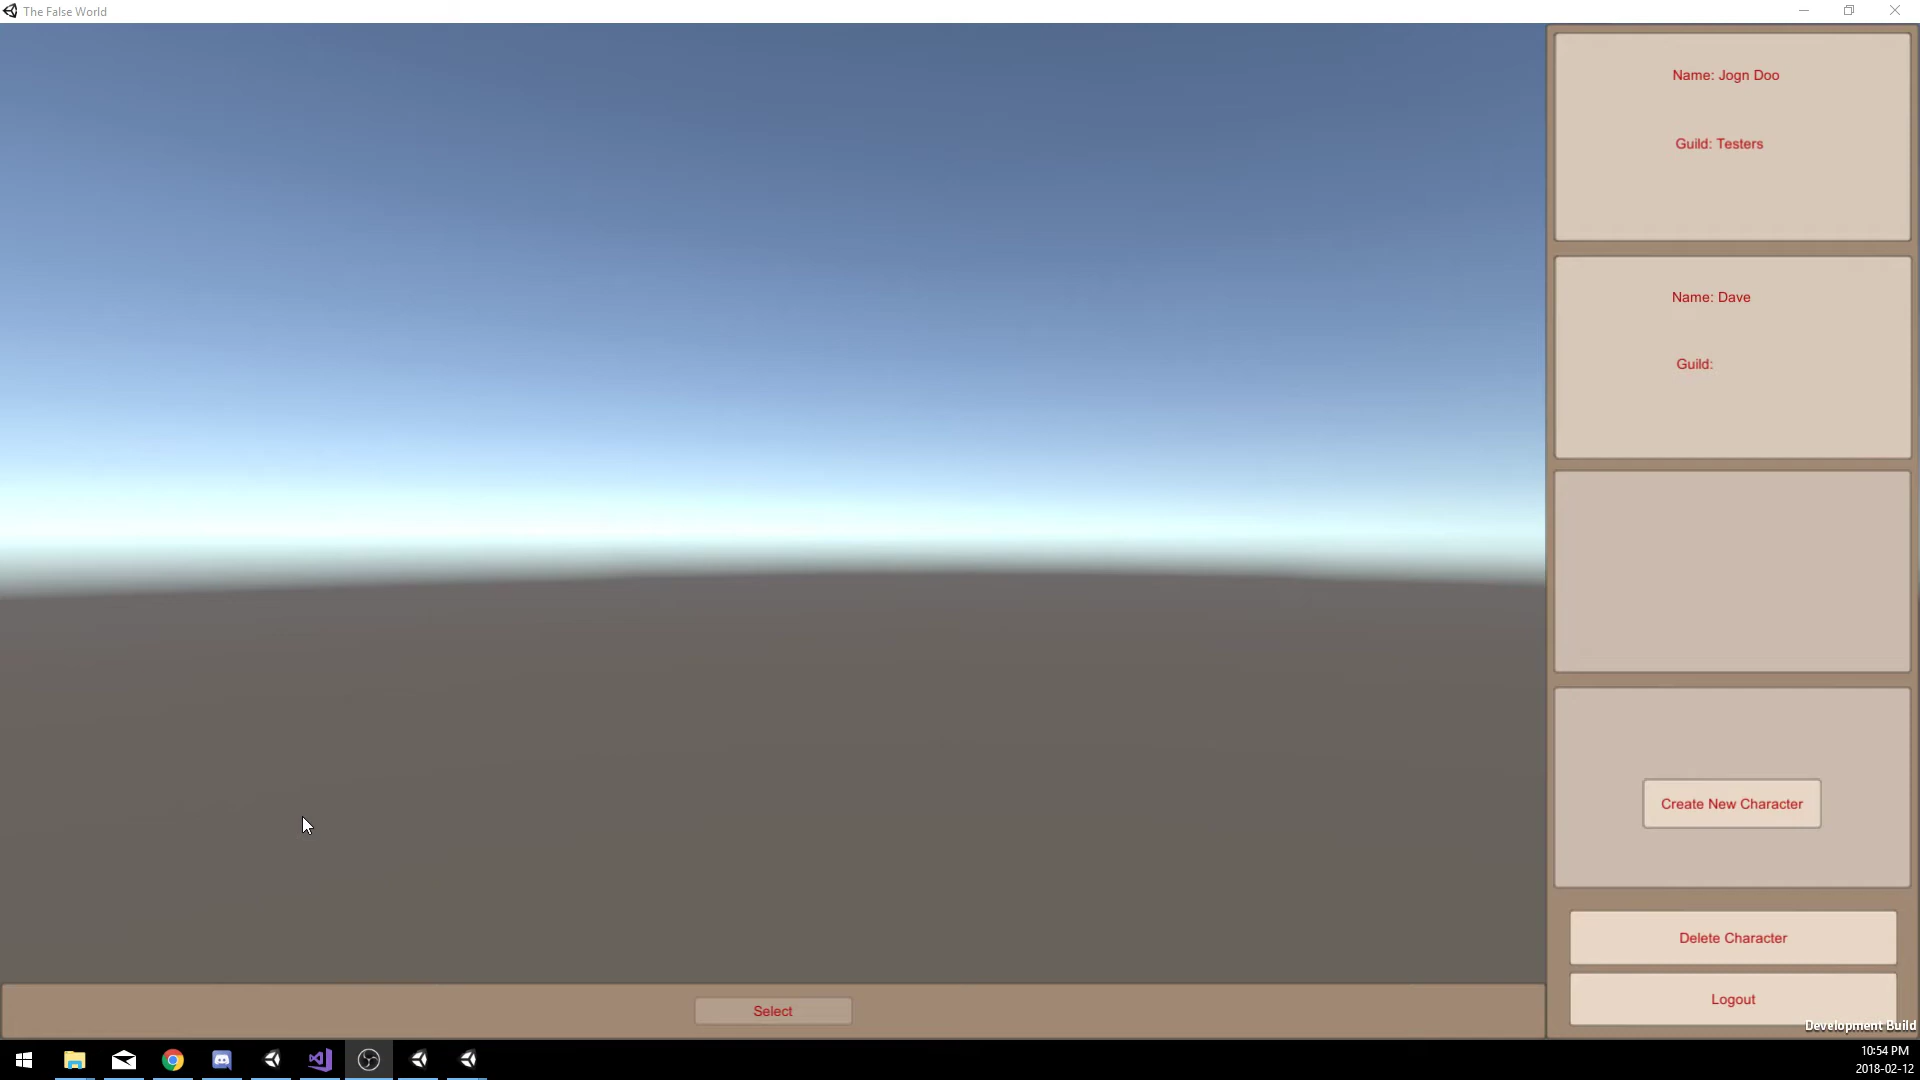 The False World
Name: Jogn Doo
Guild: Testers
Name: Dave
Guild:
Create New Character
Delete Character
Logout
Select
Development Build
10:54 PM
2018-02-12